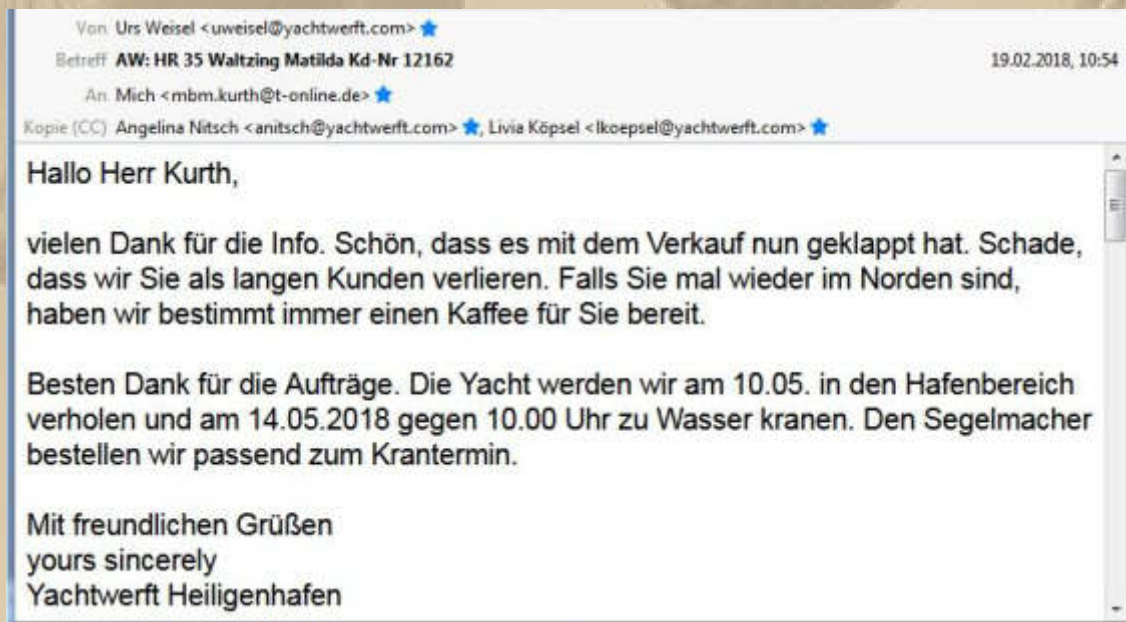 Von Urs Weisel <uweisel@yachtwerft.com>
Betreff AW: HR 35 Waltzing Matilda Kd-Nr 12162 19.02.2018, 10:54
An Mich <mbm.kurth@t-online.de>
Kopie (CC) Angelina Nitsch <anitsch@yachtwerft.com>, Livia Köpsel <lkoepsel@yachtwerft.com>
Hallo Herr Kurth,
vielen Dank für die Info. Schön, dass es mit dem Verkauf nun geklappt hat. Schade,
dass wir Sie als langen Kunden verlieren. Falls Sie mal wieder im Norden sind,
haben wir bestimmt immer einen Kaffee für Sie bereit.
Besten Dank für die Aufträge. Die Yacht werden wir am 10.05. in den Hafenbereich
verholen und am 14.05.2018 gegen 10.00 Uhr zu Wasser kranen. Den Segelmacher
bestellen wir passend zum Krantermin.
Mit freundlichen Grüßen
yours sincerely
Yachtwerft Heiligenhafen